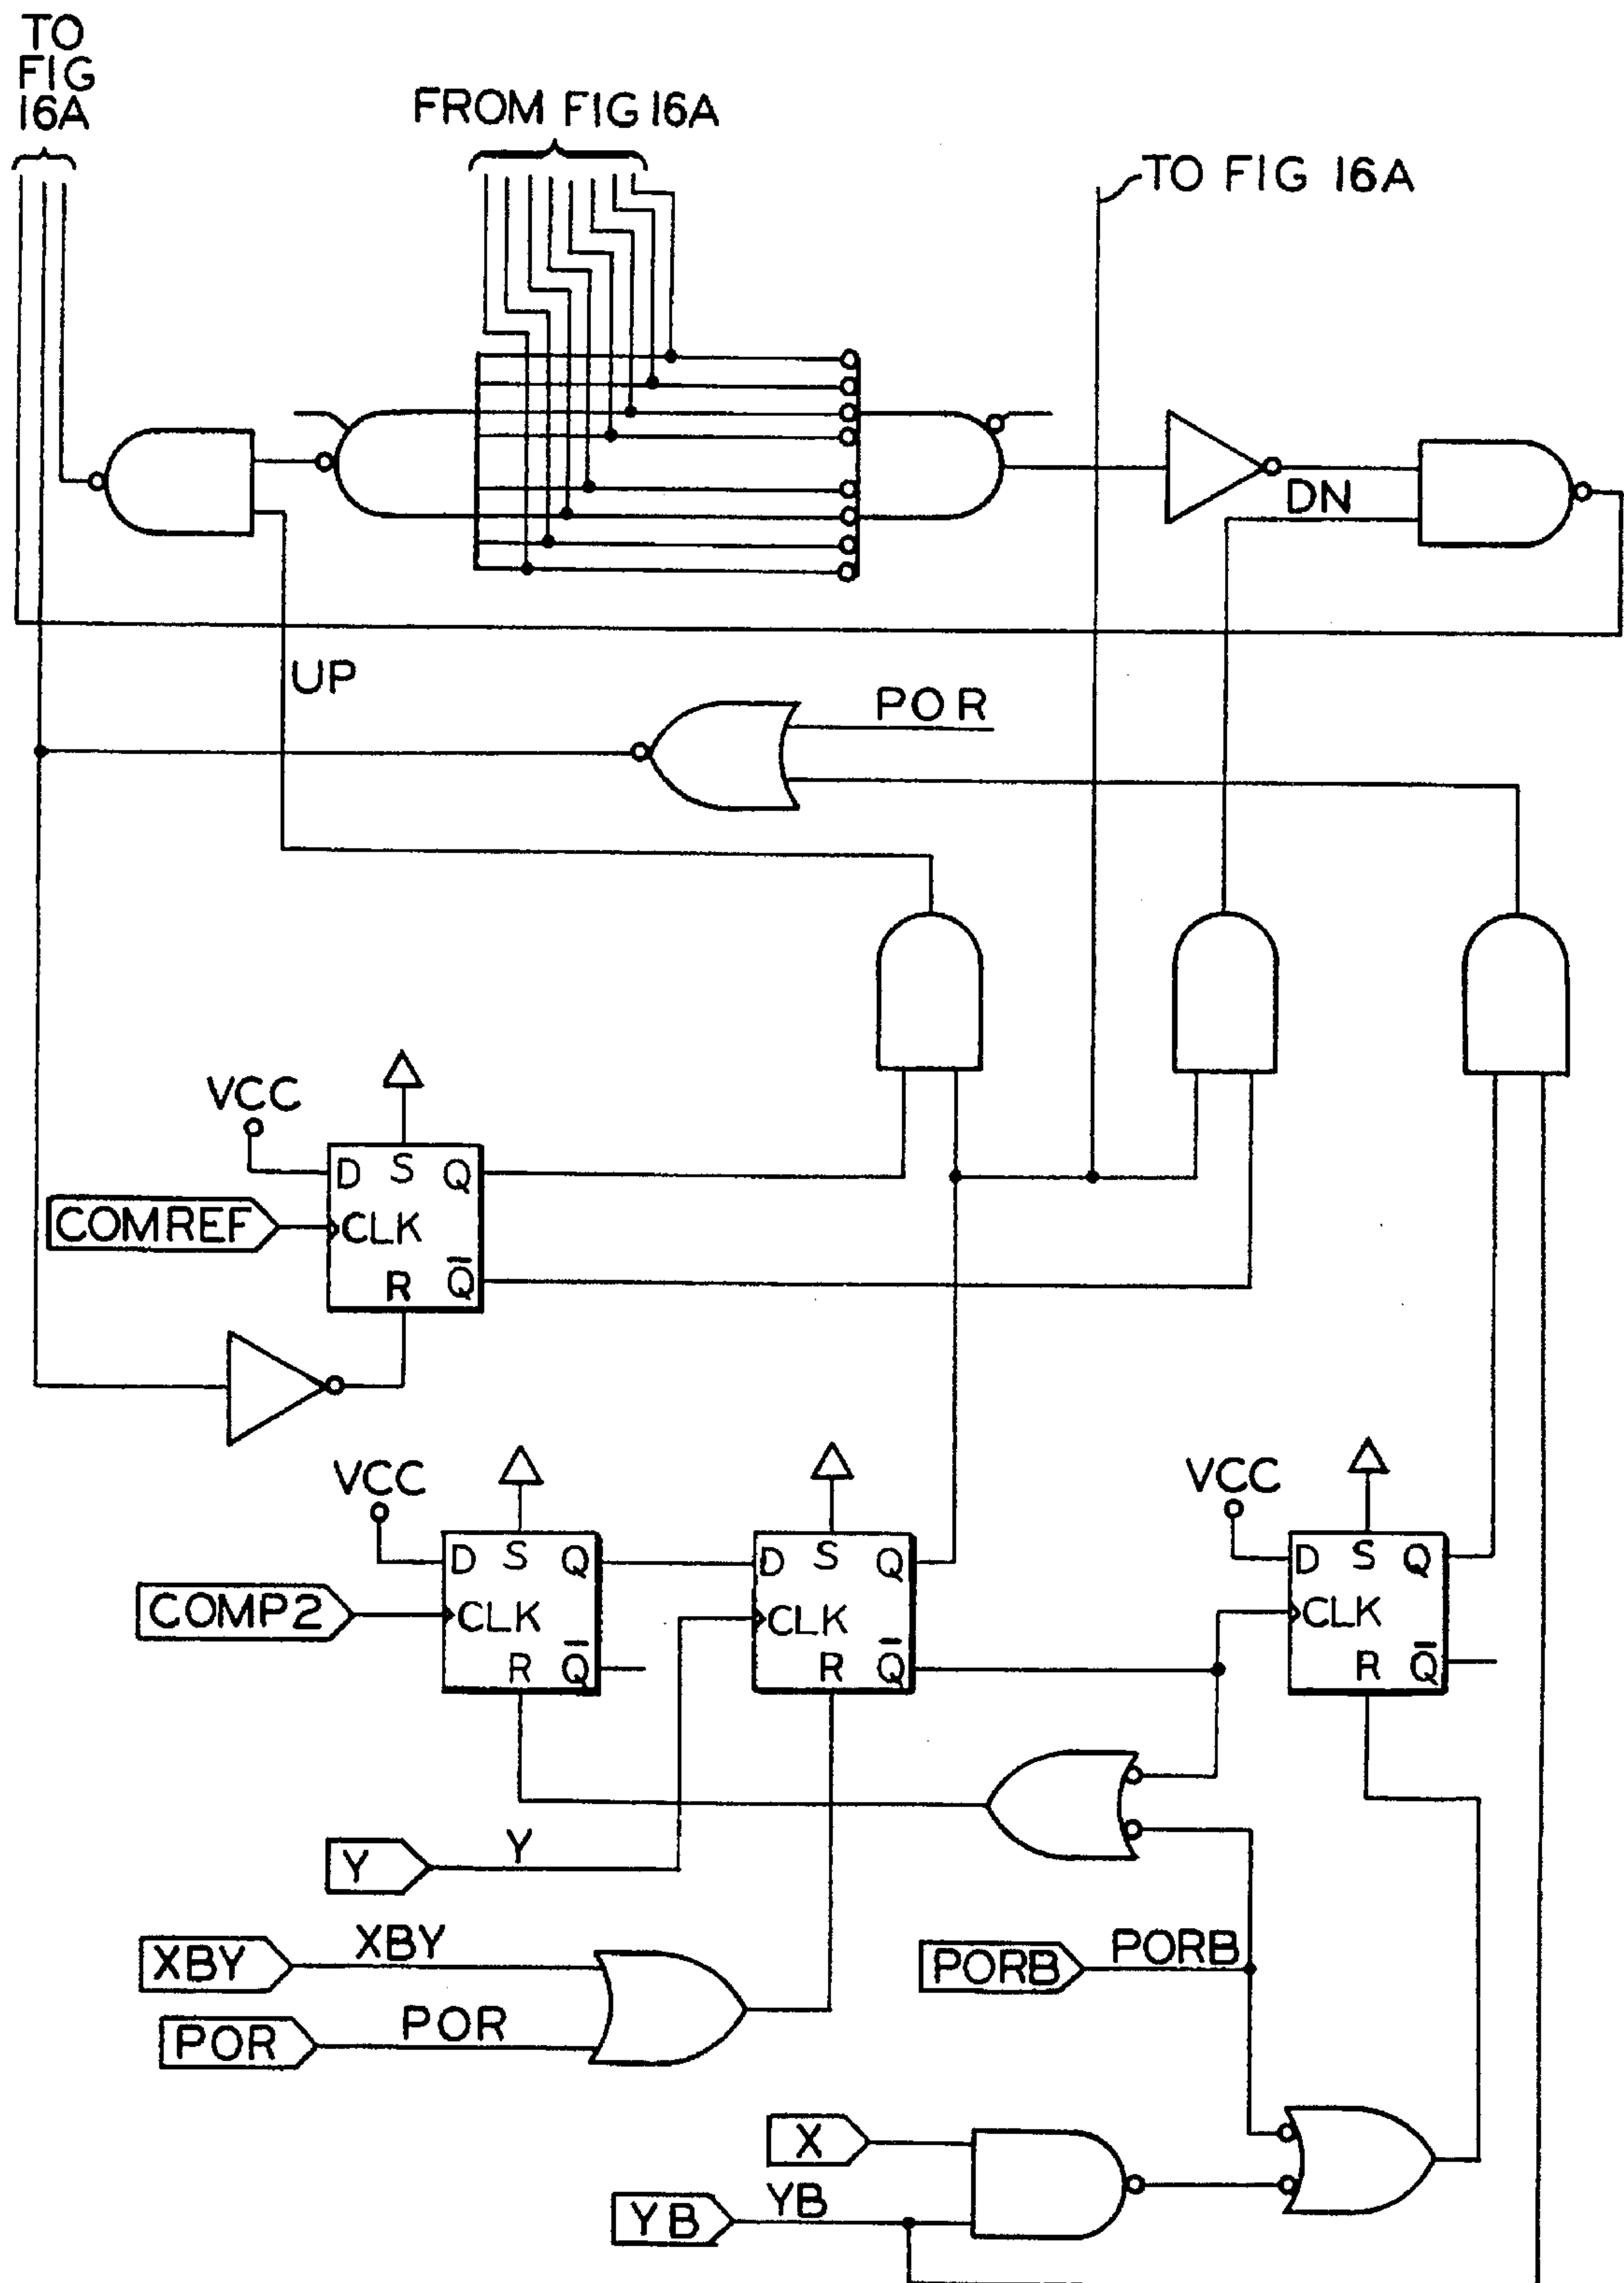 TO
FIG
16A
FROM FIG 16A
TO FIG 16A
DN
UP
POR
VCC
D S Q
COMREF
CLK
R Q̅
VCC
D S Q
COMP2
CLK
R Q̅
D S Q
CLK
R Q̅
VCC
D S Q
CLK
R Q̅
Y
Y
XBY
XBY
PORB
PORB
POR
POR
X
YB
YB